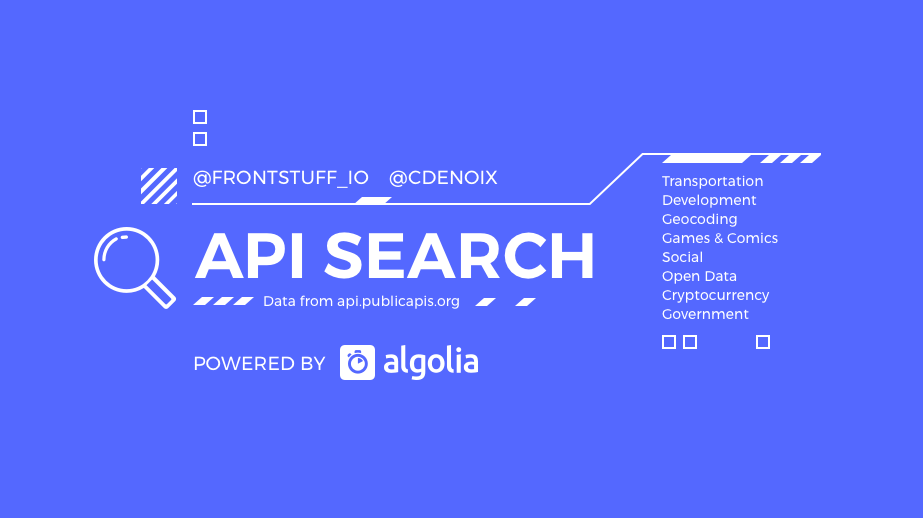 @FRONTSTUFF_IO @CDENOIX
API SEARCH
Data from api.publicapis.org
POWERED BY algolia
Transportation
Development
Geocoding
Games & Comics
Social
Open Data
Cryptocurrency
Government